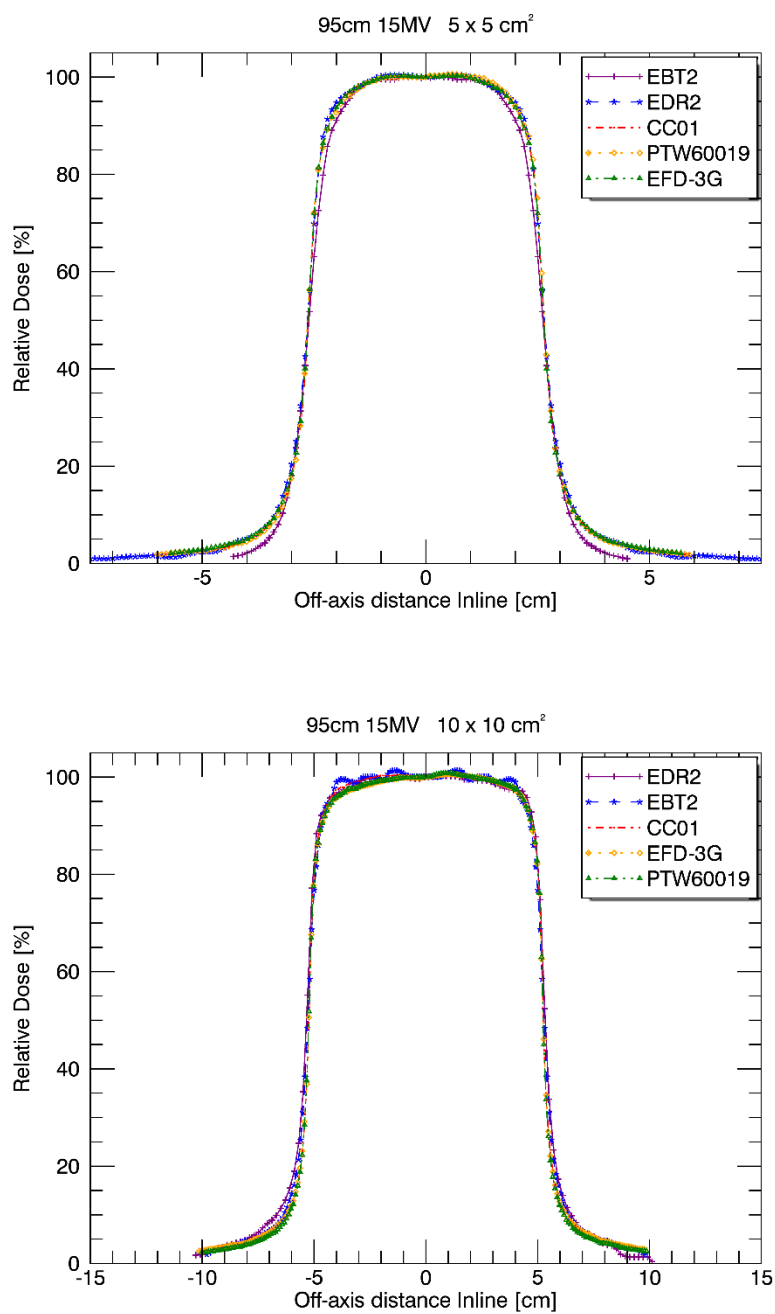 95cm 15MV 5 x 5 cm²
EBT2
EDR2
CC01
PTW60019
EFD-3G
100
80
60
40
20
0
Relative Dose [%]
-5 0 5
Off-axis distance Inline [cm]
95cm 15MV 10 x 10 cm²
EDR2
EBT2
CC01
EFD-3G
PTW60019
100
80
60
40
20
0
Relative Dose [%]
-15 -10 -5 0 5 10 15
Off-axis distance Inline [cm]